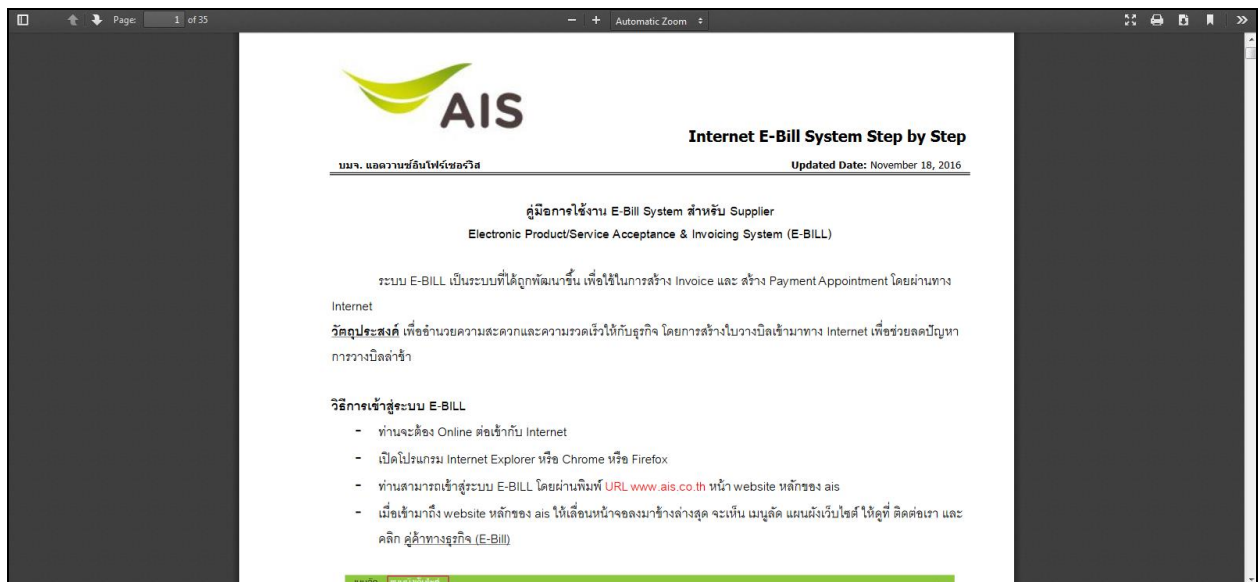 Page: 1 of 35
Automatic Zoom
AIS
Internet E-Bill System Step by Step
บมจ. แอดวานซ์อินโฟร์เซอร์วิส Updated Date: November 18, 2016
คู่มือการใช้งาน E-Bill System สำหรับ Supplier
Electronic Product/Service Acceptance & Invoicing System (E-BILL)
ระบบ E-BILL เป็นระบบที่ได้ถูกพัฒนาขึ้น เพื่อใช้ในการสร้าง Invoice และ สร้าง Payment Appointment โดยผ่านทาง
Internet
วัตถุประสงค์ เพื่ออำนวยความสะดวกและความรวดเร็วให้กับธุรกิจ โดยการสร้างใบวางบิลเข้ามาทาง Internet เพื่อช่วยลดปัญหา
การวางบิลล่าช้า
วิธีการเข้าสู่ระบบ E-BILL
- ท่านจะต้อง Online ต่อเข้ากับ Internet
- เปิดโปรแกรม Internet Explorer หรือ Chrome หรือ Firefox
- ท่านสามารถเข้าสู่ระบบ E-BILL โดยผ่านพิมพ์ URL www.ais.co.th หน้า website หลักของ ais
- เมื่อเข้ามาถึง website หลักของ ais ให้เลื่อนหน้าจอลงมาข้างล่างสุด จะเห็น เมนูลัด แผนผังเว็บไซต์ ให้ดูที่ ติดต่อเรา และ
คลิก คู่ค้าทางธุรกิจ (E-Bill)